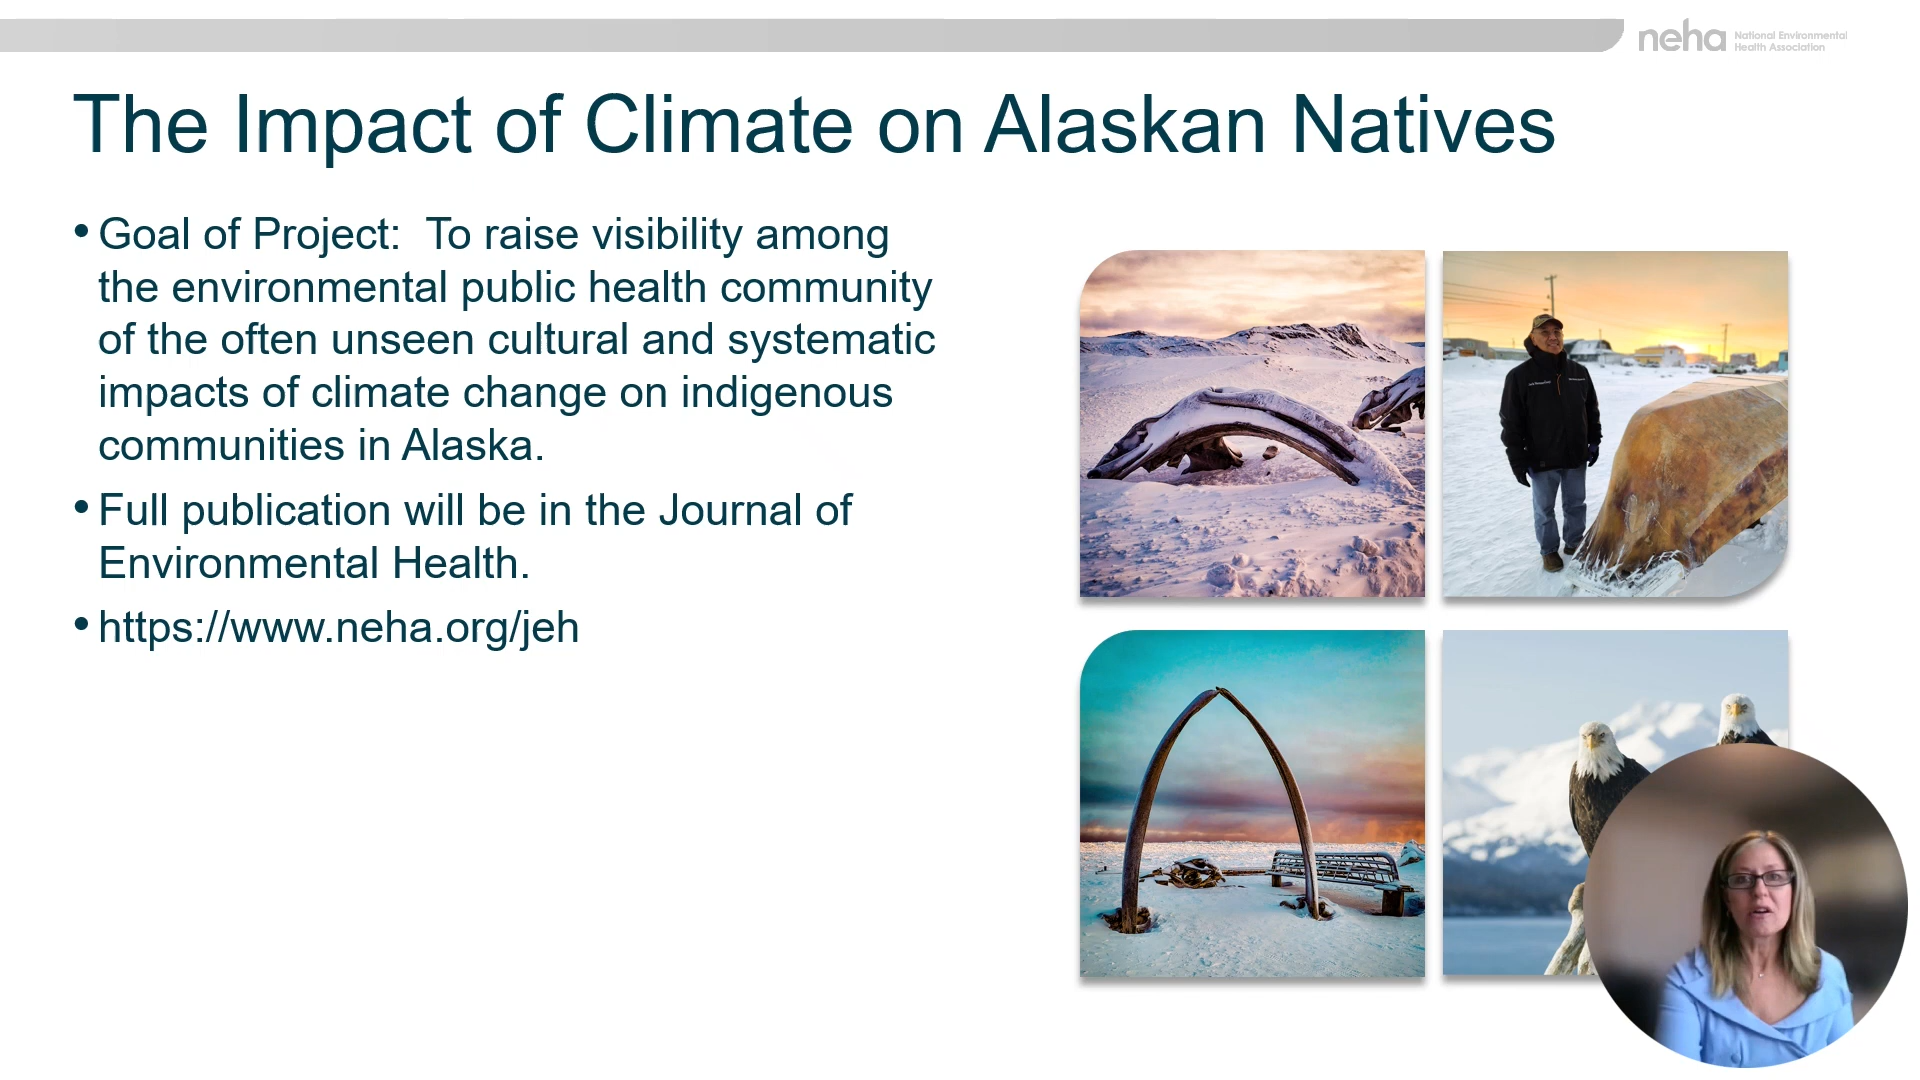 neha National Environmental
Health Association
The Impact of Climate on Alaskan Natives
• Goal of Project:  To raise visibility among
the environmental public health community
of the often unseen cultural and systematic
impacts of climate change on indigenous
communities in Alaska.
• Full publication will be in the Journal of
Environmental Health.
• https://www.neha.org/jeh